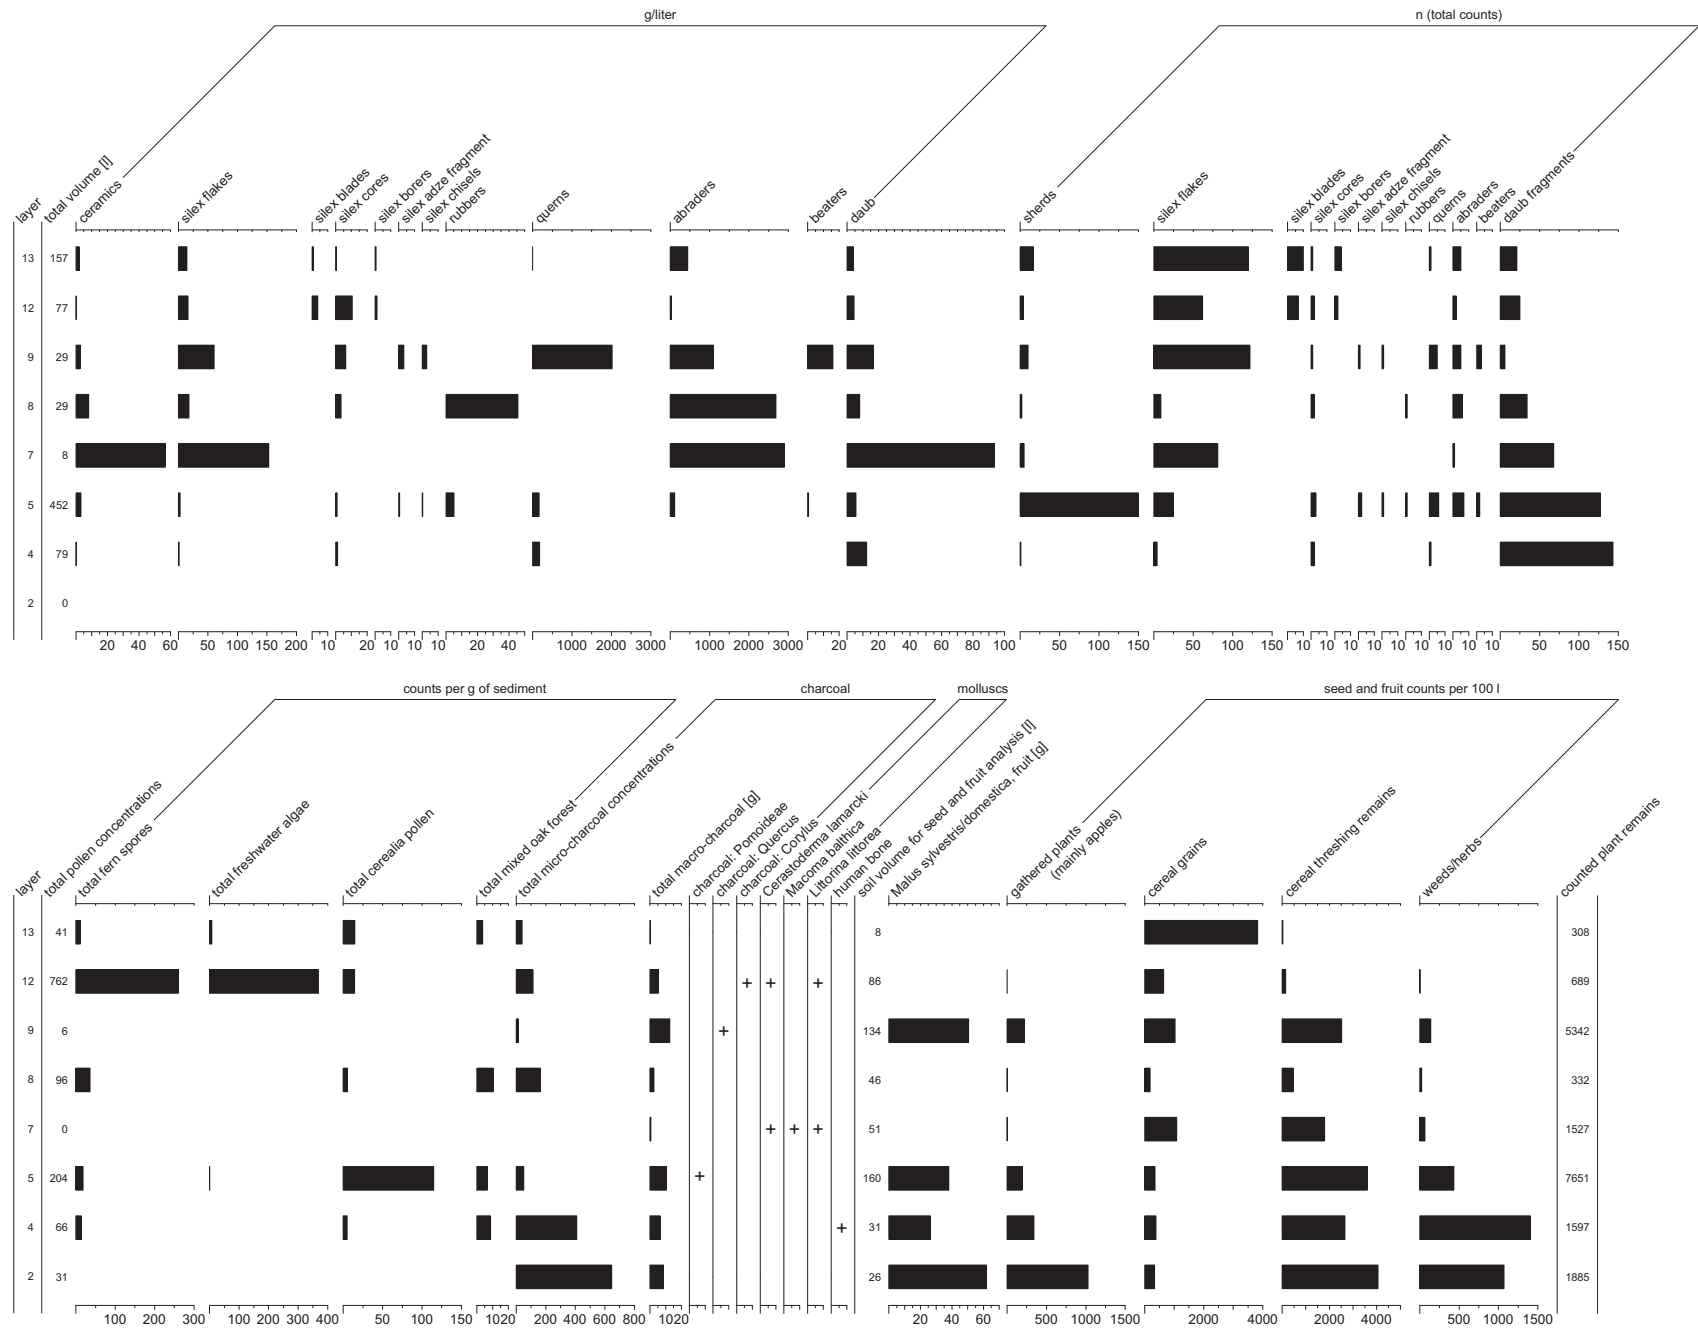 g/liter n (total counts)
layer total volume [l] ceramics silex flakes silex blades silex cores silex borers silex adze fragment silex chisels rubbers querns abraders beaters daub sherds silex flakes silex blades silex cores silex borers silex adze fragment silex chisels rubbers querns abraders beaters daub fragments
13 157
12 77
9 29
8 29
7 8
5 452
4 79
2 0
20 40 60 50 100 150 200 10 10 20 10 10 10 20 40 1000 2000 3000 1000 2000 3000 10 20 20 40 60 80 100 50 100 150 50 100 150 10 10 10 10 10 10 10 10 10 50 100 150
counts per g of sediment charcoal molluscs seed and fruit counts per 100 l
layer total pollen concentrations total fern spores total freshwater algae total cerealia pollen total mixed oak forest total micro-charcoal concentrations total macro-charcoal [g] charcoal: Pomoideae charcoal: Quercus charcoal: Corylus Cerastoderma lamarcki Macoma balthica Littorina littorea human bone soil volume for seed and fruit analysis [l] Malus sylvestris/domestica, fruit [g] gathered plants (mainly apples) cereal grains cereal threshing remains weeds/herbs counted plant remains
13 41 8 308
12 762 + + + 86 689
9 6 + 134 5342
8 96 46 332
7 0 + + + 51 1527
5 204 + 160 7651
4 66 + 31 1597
2 31 26 1885
100 200 300 100 200 300 50 100 150 10 20 200 400 600 800 10 20 20 40 60 500 1000 1500 1000 2000 3000 4000 2000 4000 500 1000 1500